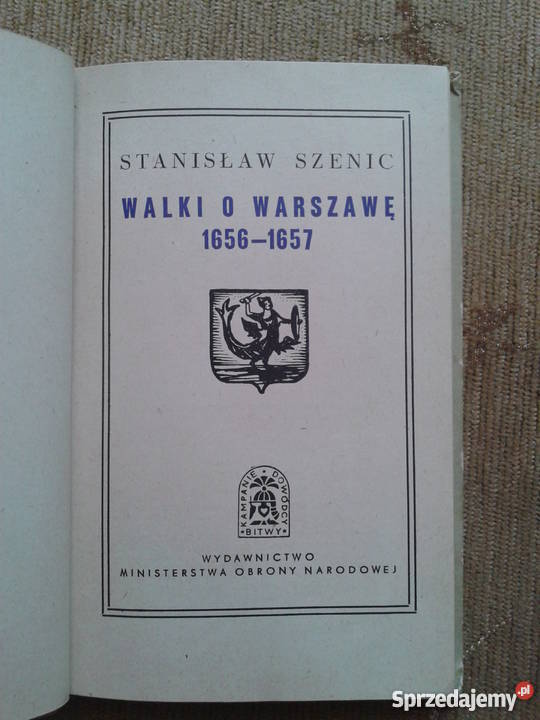 STANISŁAW SZENIC
WALKI O WARSZAWĘ
1656–1657
KAMPANIE DOWÓDCY
BITWY
WYDAWNICTWO
MINISTERSTWA OBRONY NARODOWEJ
Sprzedajemy.pl